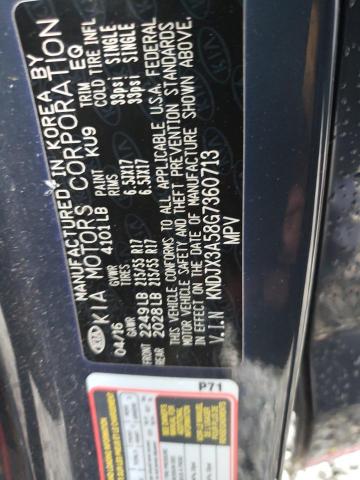 MANUFACTURED IN KOREA BY
KIA MOTORS CORPORATION
04/16 GVWR 4101LB PAINT KU9 TRIM EQ
GAWR TIRES RIMS COLD TIRE INFL
FRONT 2249LB 215/55 R17 6.5JX17 33psi SINGLE
REAR 2028LB 215/55 R17 6.5JX17 33psi SINGLE
THIS VEHICLE CONFORMS TO ALL APPLICABLE U.S.A. FEDERAL
MOTOR VEHICLE SAFETY AND THEFT PREVENTION STANDARDS
IN EFFECT ON THE DATE OF MANUFACTURE SHOWN ABOVE.
V.I.N KNDJX3A58G7360713
MPV
P71